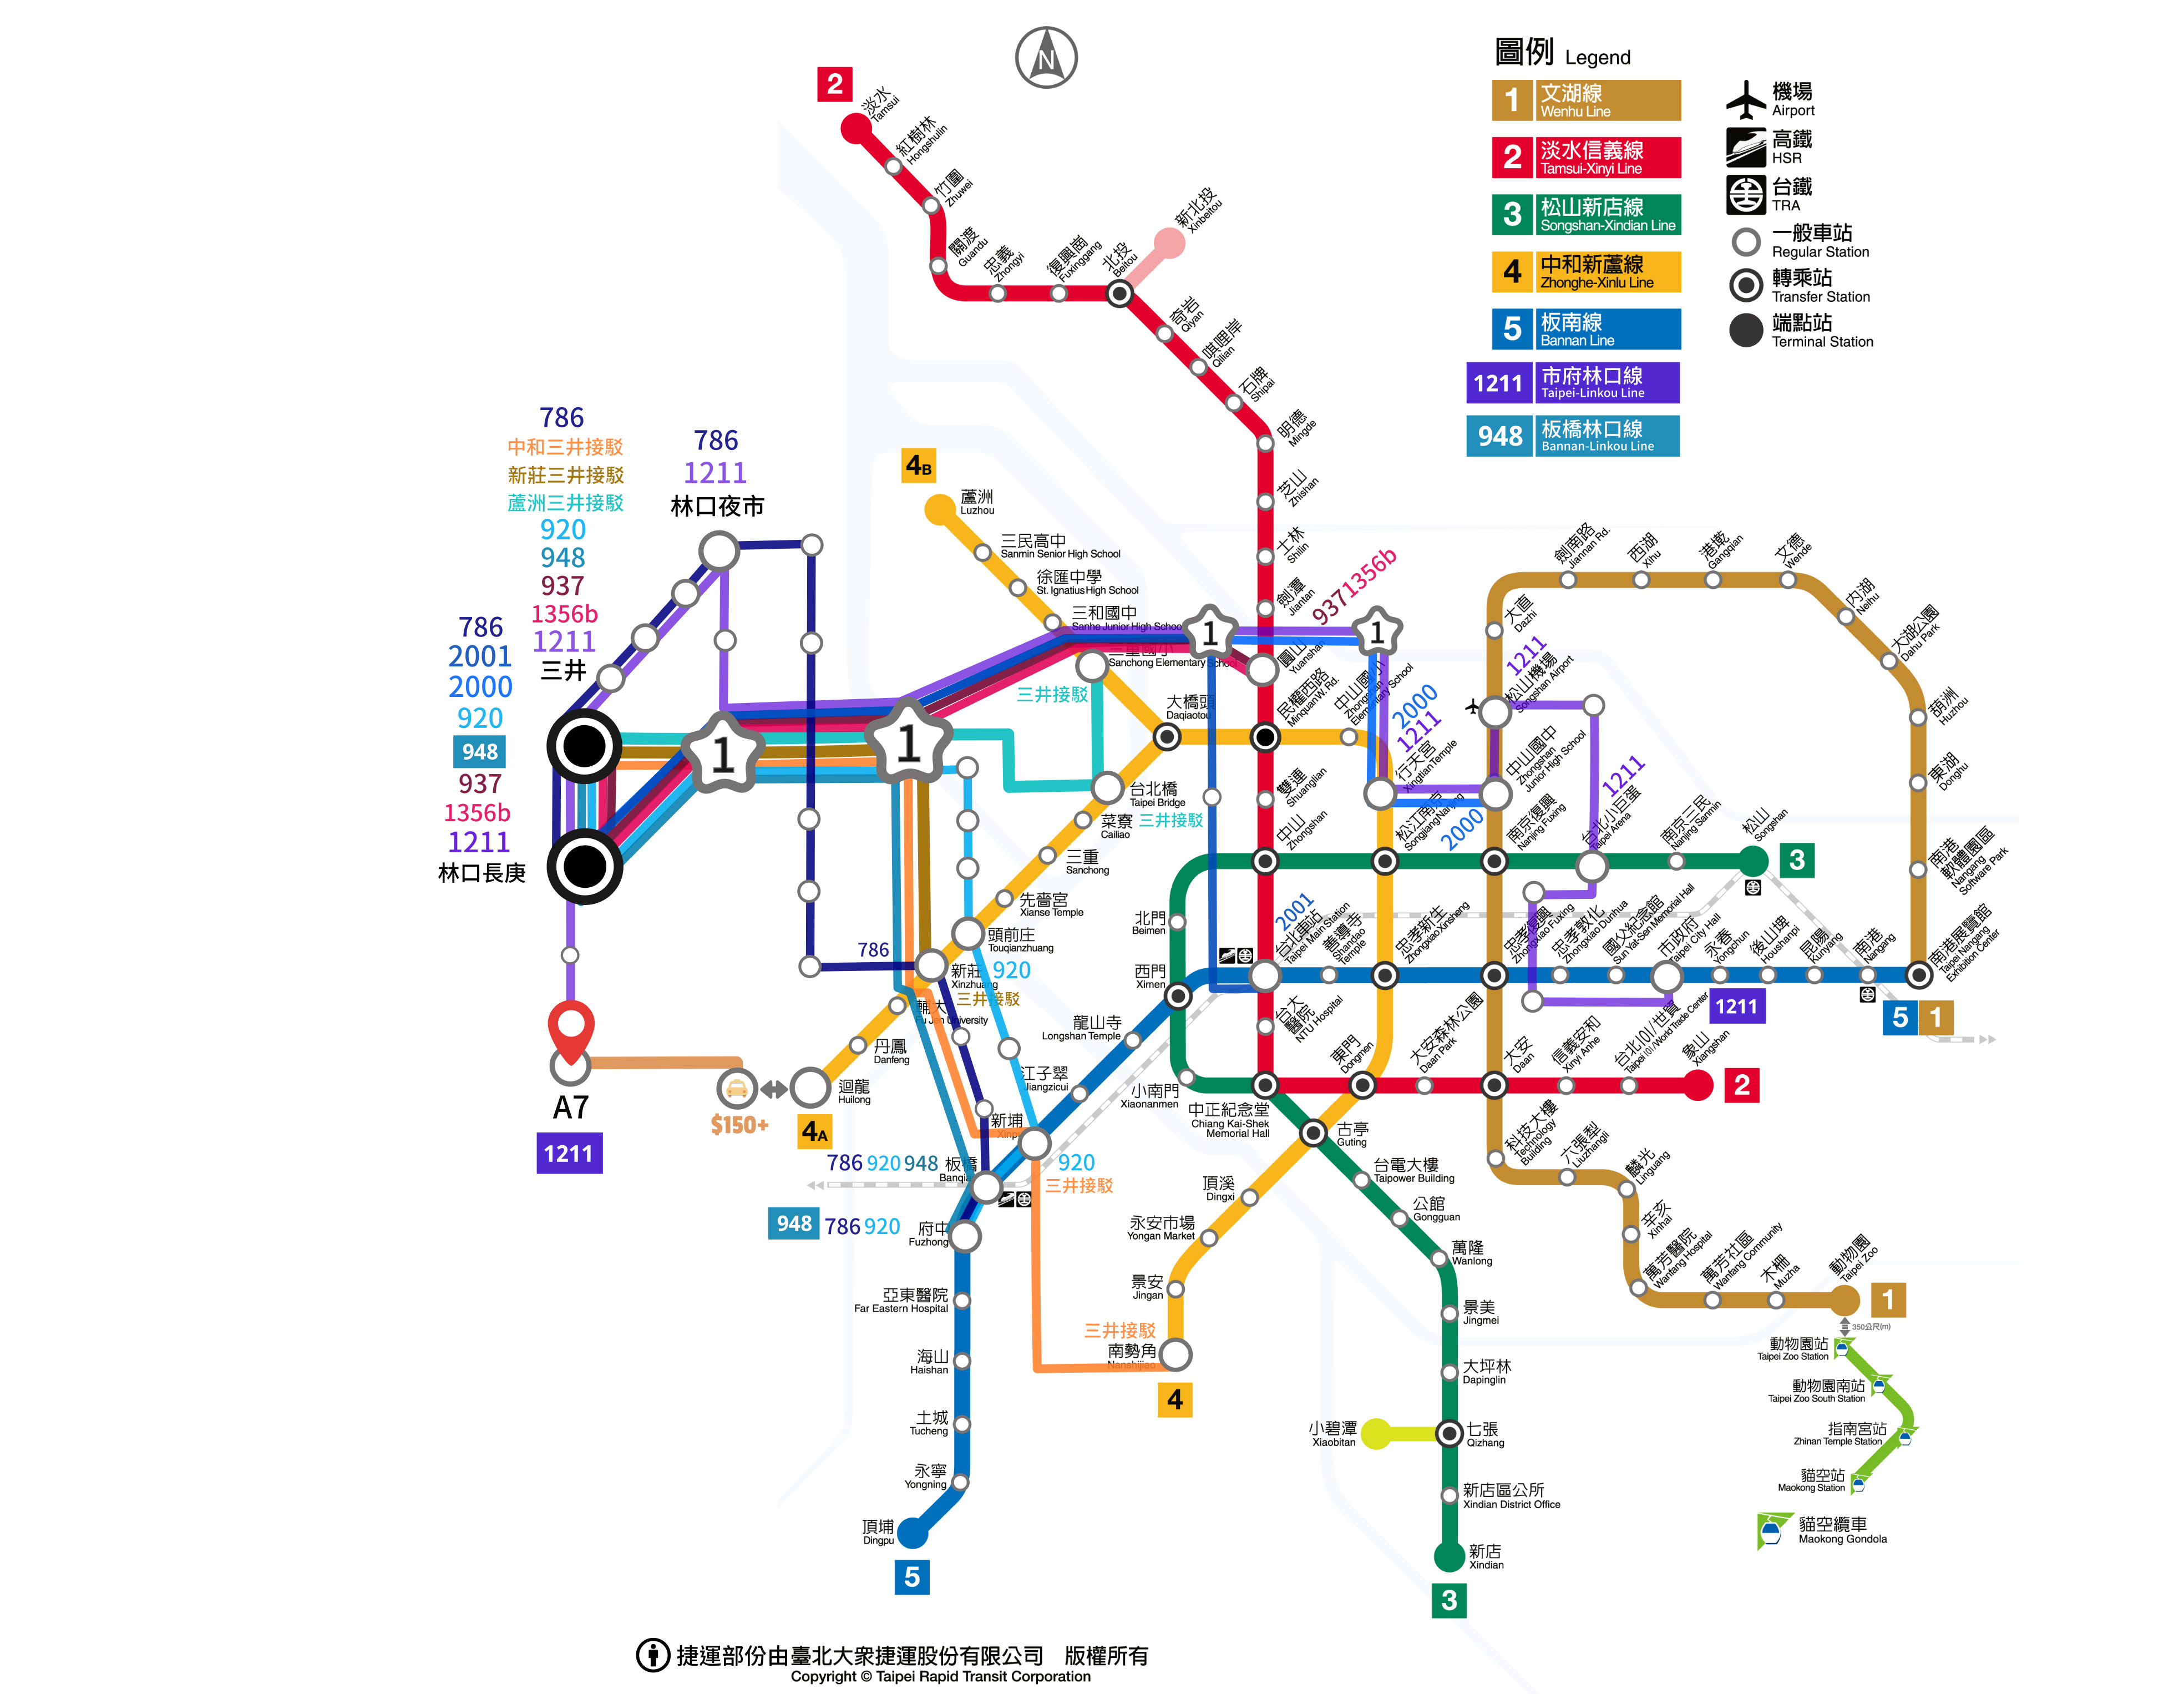 N
圖例 Legend
1 文湖線
Wenhu Line
2 淡水信義線
Tamsui-Xinyi Line
3 松山新店線
Songshan-Xindian Line
4 中和新蘆線
Zhonghe-Xinlu Line
5 板南線
Bannan Line
1211 市府林口線
Taipei-Linkou Line
948 板橋林口線
Bannan-Linkou Line
機場
Airport
高鐵
HSR
台鐵
TRA
一般車站
Regular Station
轉乘站
Transfer Station
端點站
Terminal Station
2
淡水
Tamsui
紅樹林
Hongshulin
竹圍
Zhuwei
關渡
Guandu
忠義
Zhongyi
復興崗
Fuxinggang
北投
Beitou
新北投
Xinbeitou
奇岩
Qiyan
唭哩岸
Qilian
石牌
Shipai
明德
Mingde
芝山
Zhishan
士林
Shilin
劍潭
Jiantan
圓山
Yuanshan
民權西路
Minquan W. Rd.
雙連
Shuanglian
中山
Zhongshan
2001
台北車站
Taipei Main Station
台大
醫院
NTU Hospital
中正紀念堂
Chiang Kai-Shek
Memorial Hall
東門
Dongmen
大安森林公園
Daan Park
大安
Daan
信義安和
Xinyi Anhe
台北101/世貿
Taipei 101/World Trade Center
象山
Xiangshan
2
786
中和三井接駁
新莊三井接駁
蘆洲三井接駁
920
948
937
1356b
1211
三井
786
1211
林口夜市
786
2001
2000
920
948
937
1356b
1211
林口長庚
A7
1211
$150+
1
1
1
1
937 1356b
2000
1211
2000
1211
1211
4B
蘆洲
Luzhou
三民高中
Sanmin Senior High School
徐匯中學
St. Ignatius High School
三和國中
Sanhe Junior High School
三重國小
Sanchong Elementary School
三井接駁
大橋頭
Daqiaotou
台北橋
Taipei Bridge
菜寮 三井接駁
Cailiao
三重
Sanchong
先嗇宮
Xianse Temple
頭前庄
Touqianzhuang
786
新莊 920
Xinzhuang
三井接駁
輔大
Fu Jen University
丹鳳
Danfeng
迴龍
Huilong
4A
中山國小
Zhongshan
Elementary School
行天宮
Xingtian Temple
松江南京
Songjiang Nanjing
忠孝新生
Zhongxiao Xinsheng
古亭
Guting
頂溪
Dingxi
永安市場
Yongan Market
景安
Jingan
三井接駁
南勢角
Nanshijiao
4
劍南路
Jiannan Rd.
西湖
Xihu
港墘
Gangqian
文德
Wende
內湖
Neihu
大湖公園
Dahu Park
葫洲
Huzhou
東湖
Donghu
南港
軟體園區
Nangang
Software Park
南港展覽館
Taipei Nangang
Exhibition Center
5 1
大直
Dazhi
松山機場
Songshan Airport
中山國中
Zhongshan
Junior High School
南京復興
Nanjing Fuxing
台北小巨蛋
Taipei Arena
南京三民
Nanjing Sanmin
松山
Songshan
3
北門
Beimen
西門
Ximen
小南門
Xiaonanmen
善導寺
Shandao
Temple
忠孝復興
Zhongxiao Fuxing
忠孝敦化
Zhongxiao Dunhua
國父紀念館
Sun Yat-Sen Memorial Hall
市政府
Taipei City Hall
永春
Yongchun
後山埤
Houshanpi
昆陽
Kunyang
南港
Nangang
1211
龍山寺
Longshan Temple
江子翠
Jiangzicui
新埔
Xinpu
920
三井接駁
786 920 948 板橋
Banqiao
948 786 920 府中
Fuzhong
亞東醫院
Far Eastern Hospital
海山
Haishan
土城
Tucheng
永寧
Yongning
頂埔
Dingpu
5
科技大樓
Technology
Building
六張犁
Liuzhangli
麟光
Linguang
辛亥
Xinhai
萬芳醫院
Wanfang Hospital
萬芳社區
Wanfang Community
木柵
Muzha
動物園
Taipei Zoo
1
350公尺(m)
動物園站
Taipei Zoo Station
動物園南站
Taipei Zoo South Station
指南宮站
Zhinan Temple Station
貓空站
Maokong Station
貓空纜車
Maokong Gondola
台電大樓
Taipower Building
公館
Gongguan
萬隆
Wanlong
景美
Jingmei
大坪林
Dapinglin
小碧潭
Xiaobitan
七張
Qizhang
新店區公所
Xindian District Office
新店
Xindian
3
捷運部份由臺北大眾捷運股份有限公司 版權所有
Copyright © Taipei Rapid Transit Corporation